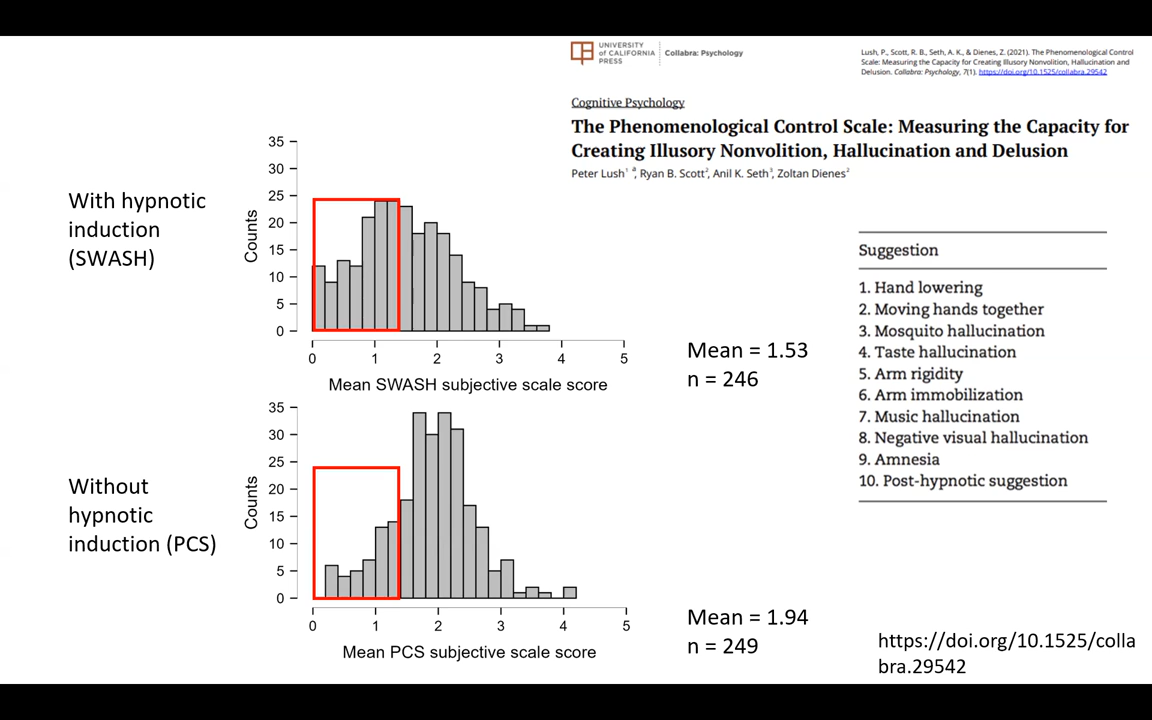 UNIVERSITY
OF CALIFORNIA
PRESS
Collabra: Psychology
Lush, P., Scott, R. B., Seth, A. K., & Dienes, Z. (2021). The Phenomenological Control
Scale: Measuring the Capacity for Creating Illusory Nonvolition, Hallucination and
Delusion. Collabra: Psychology, 7(1). https://doi.org/10.1525/collabra.29542
Cognitive Psychology
The Phenomenological Control Scale: Measuring the Capacity for
Creating Illusory Nonvolition, Hallucination and Delusion
Peter Lush1 a, Ryan B. Scott2, Anil K. Seth3, Zoltan Dienes2
With hypnotic
induction
(SWASH)
35
30
25
20
15
10
5
0
Counts
0 1 2 3 4 5
Mean SWASH subjective scale score
Mean = 1.53
n = 246
Without
hypnotic
induction (PCS)
35
30
25
20
15
10
5
0
Counts
0 1 2 3 4 5
Mean PCS subjective scale score
Mean = 1.94
n = 249
Suggestion
1. Hand lowering
2. Moving hands together
3. Mosquito hallucination
4. Taste hallucination
5. Arm rigidity
6. Arm immobilization
7. Music hallucination
8. Negative visual hallucination
9. Amnesia
10. Post-hypnotic suggestion
https://doi.org/10.1525/colla
bra.29542